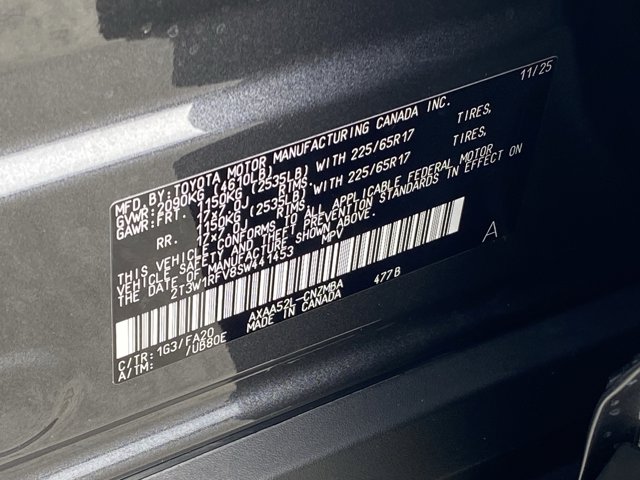 MFD.BY:TOYOTA MOTOR MANUFACTURING CANADA INC. 11/25
GVWR:2090KG (4610LB)
GAWR:FRT. 1150KG (2535LB) WITH 225/65R17 TIRES,
17X7.0J RIMS,
RR. 1150KG (2535LB) WITH 225/65R17 TIRES,
17X7.0J RIMS
THIS VEHICLE CONFORMS TO ALL APPLICABLE FEDERAL MOTOR
VEHICLE SAFETY AND THEFT PREVENTION STANDARDS IN EFFECT ON
THE DATE OF MANUFACTURE SHOWN ABOVE.
2T3W1RFV8SW441453 MPV
A
C/TR: 1G3/FA20 AXAA52L-CNZMBA 477B
A/TM: /UB80E MADE IN CANADA